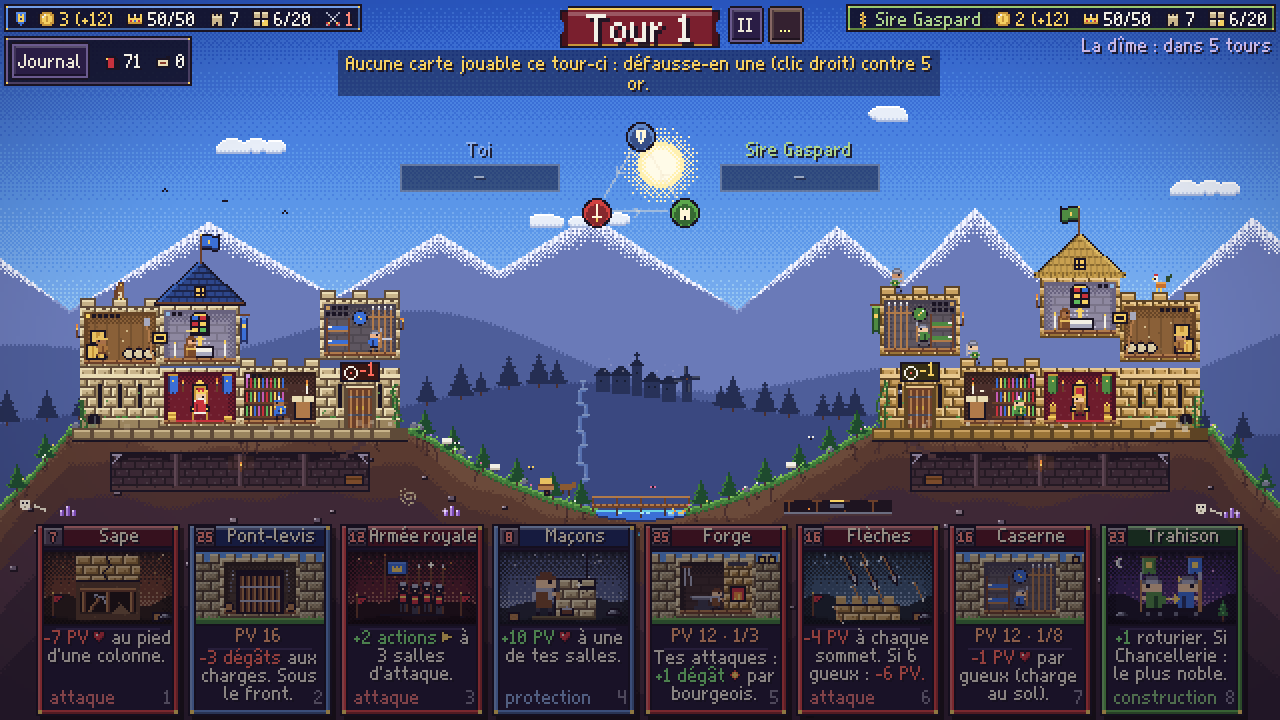 3 (+12) 50/50 7 6/20 1
Tour 1
II
...
Sire Gaspard 2 (+12) 50/50 7 6/20
La dîme : dans 5 tours
Journal 71 0
Aucune carte jouable ce tour-ci : défausse-en une (clic droit) contre 5
or.
Toi
–
Sire Gaspard
–
-1
-1
7 Sape
-7 PV au pied
d'une colonne.
attaque 1
25 Pont-levis
PV 16
-3 dégâts aux
charges. Sous
le front.
2
12 Armée royale
+2 actions à
3 salles
d'attaque.
attaque 3
8 Maçons
+10 PV à une
de tes salles.
protection 4
25 Forge
PV 12 · 1/3
Tes attaques :
+1 dégât par
bourgeois.
5
16 Flèches
-4 PV à chaque
sommet. Si 6
gueux : -6 PV.
attaque 6
16 Caserne
PV 12 · 1/8
-1 PV par
gueux (charge
au sol).
7
23 Trahison
+1 roturier. Si
Chancellerie :
le plus noble.
construction 8